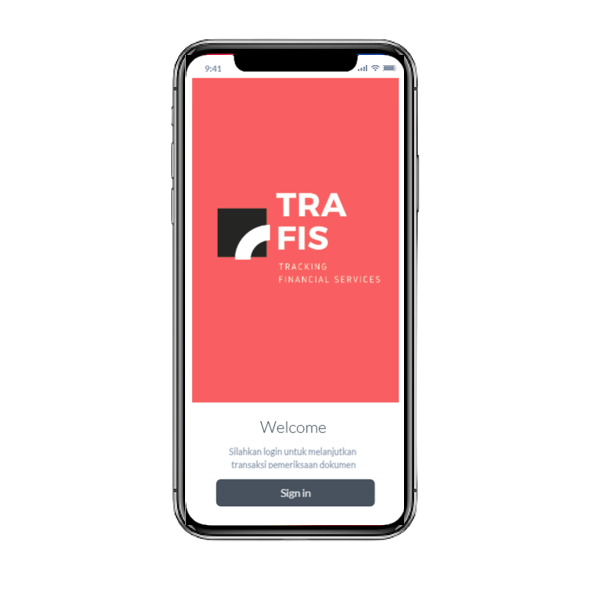 9:41
TRA
FIS
TRACKING
FINANCIAL SERVICES
Welcome
Silahkan login untuk melanjutkan
transaksi pemeriksaan dokumen
Sign in